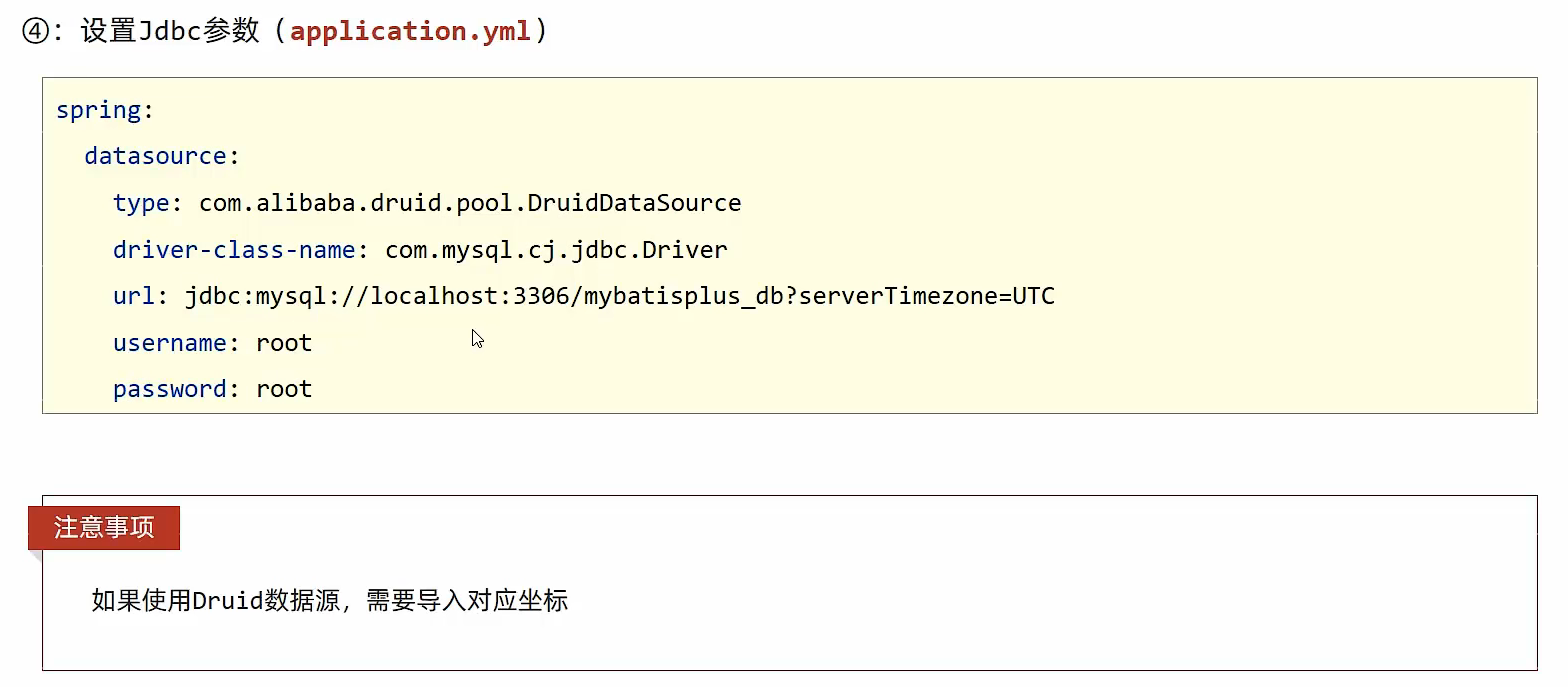 ④：设置Jdbc参数（application.yml）
spring:
  datasource:
    type: com.alibaba.druid.pool.DruidDataSource
    driver-class-name: com.mysql.cj.jdbc.Driver
    url: jdbc:mysql://localhost:3306/mybatisplus_db?serverTimezone=UTC
    username: root
    password: root
注意事项
如果使用Druid数据源，需要导入对应坐标